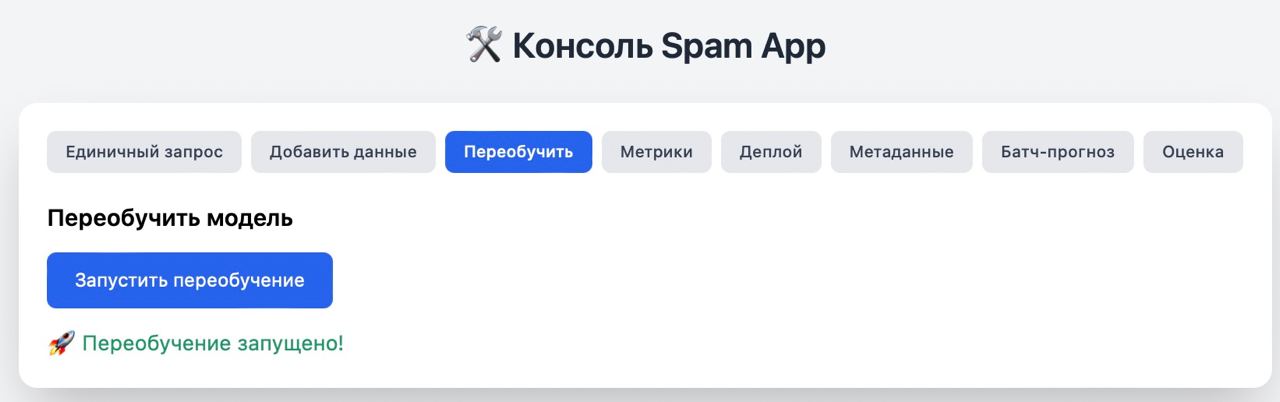 🛠️ Консоль Spam App
Единичный запрос Добавить данные Переобучить Метрики Деплой Метаданные Батч-прогноз Оценка
Переобучить модель
Запустить переобучение
🚀 Переобучение запущено!